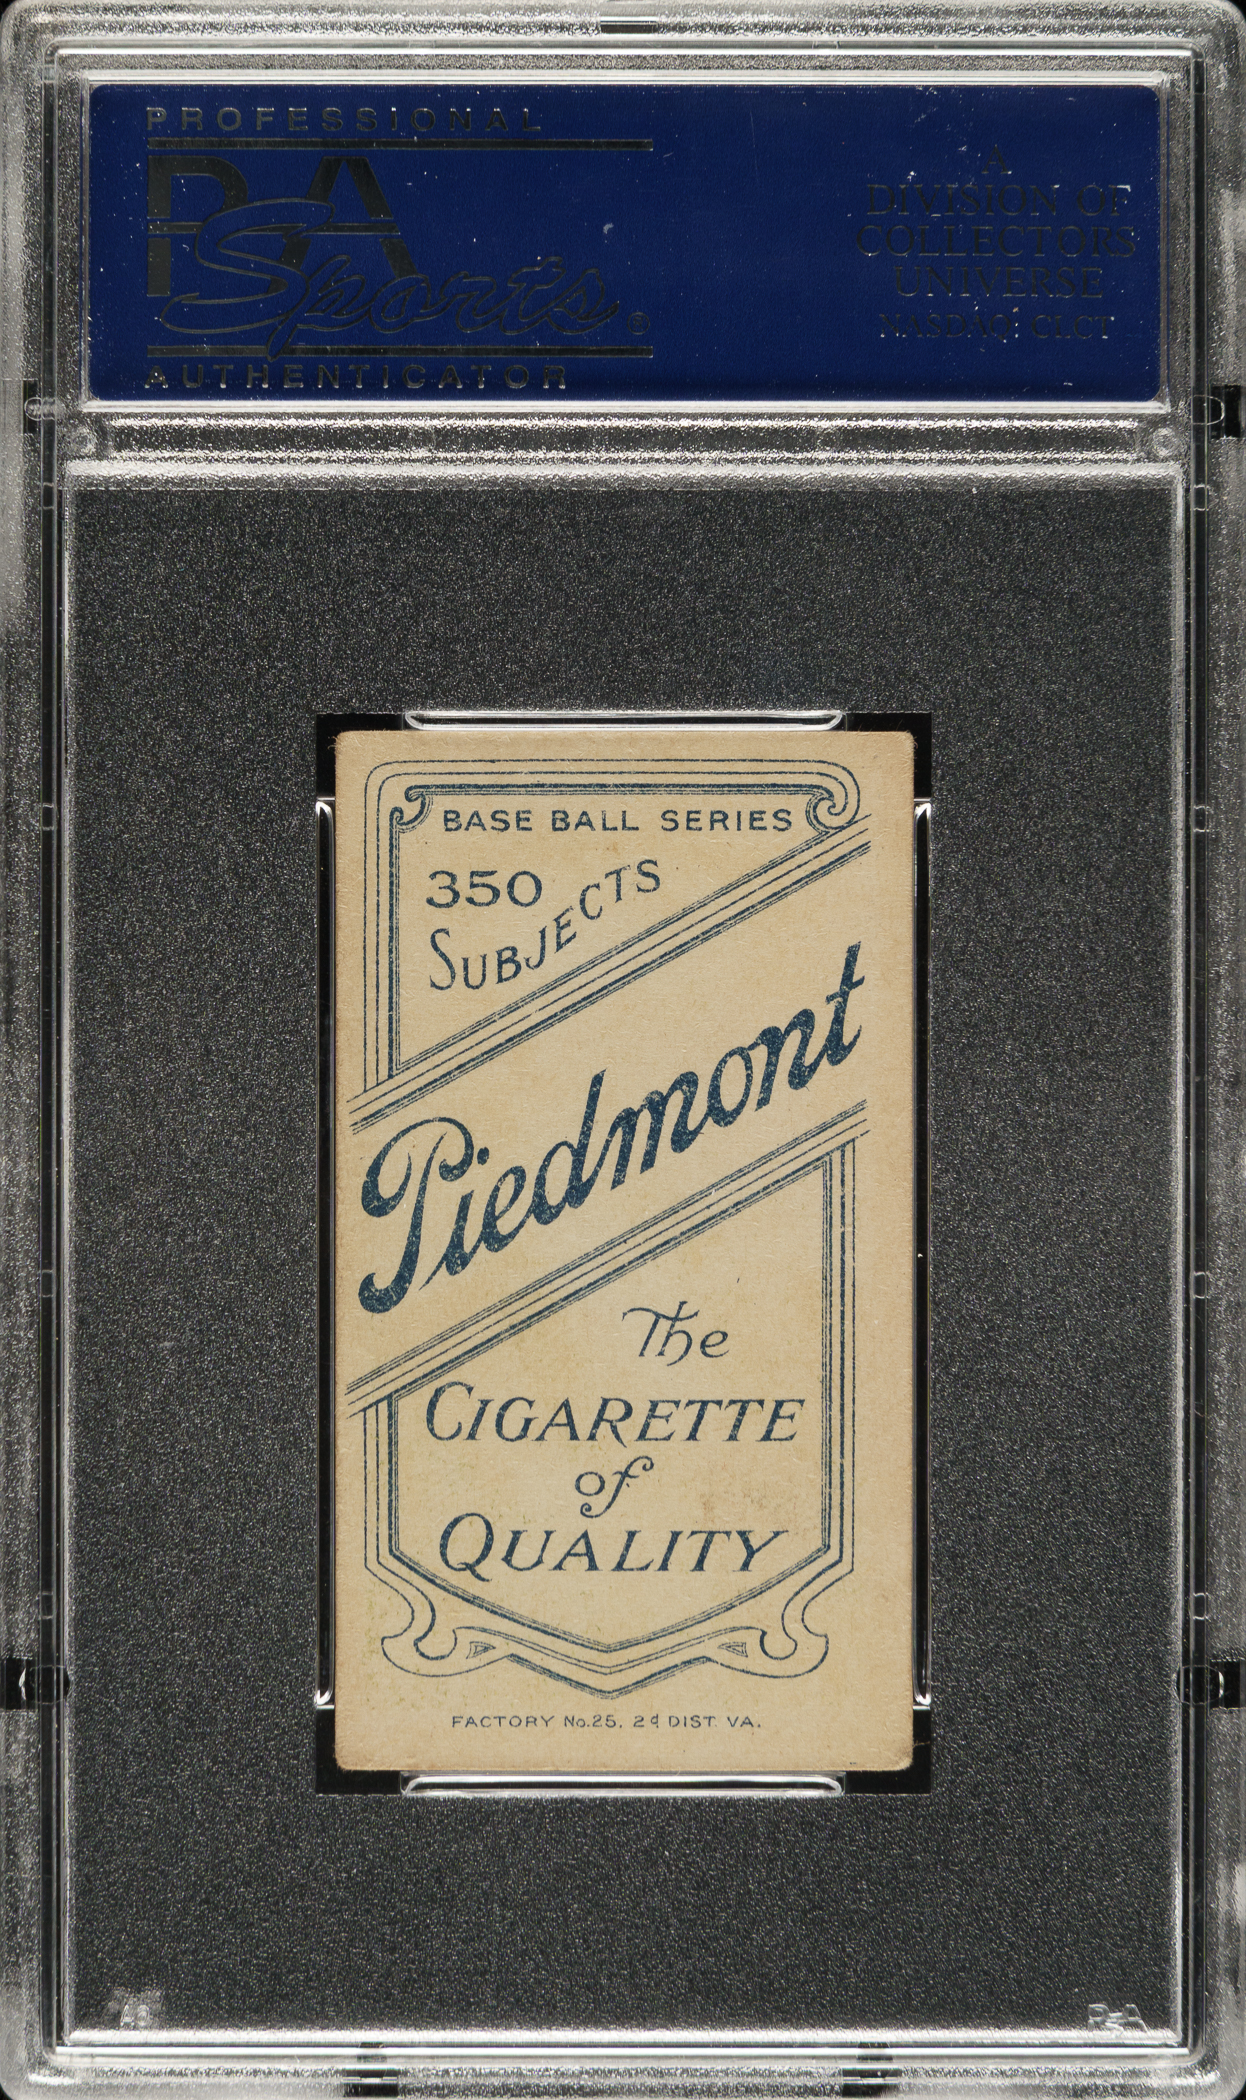 PROFESSIONAL
PSA
Sports®
AUTHENTICATOR
A
DIVISION OF
COLLECTORS
UNIVERSE
NASDAQ: CLCT
BASE BALL SERIES
350
SUBJECTS
Piedmont
The
CIGARETTE
of
QUALITY
FACTORY No.25, 2d DIST. VA.
PSA